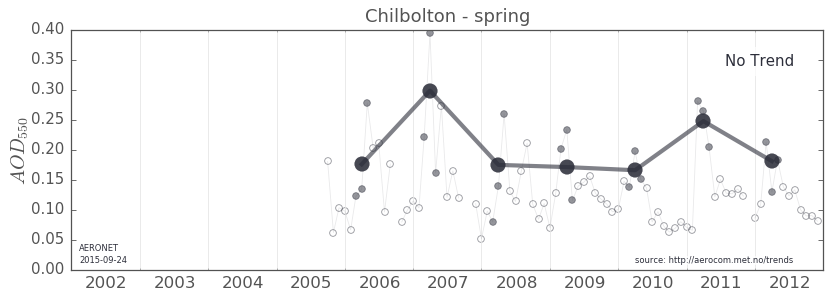 Chilbolton - spring
No Trend
0.40
0.35
0.30
0.25
0.20
0.15
0.10
0.05
0.00
AOD550
AERONET
2015-09-24
source: http://aerocom.met.no/trends
2002 2003 2004 2005 2006 2007 2008 2009 2010 2011 2012